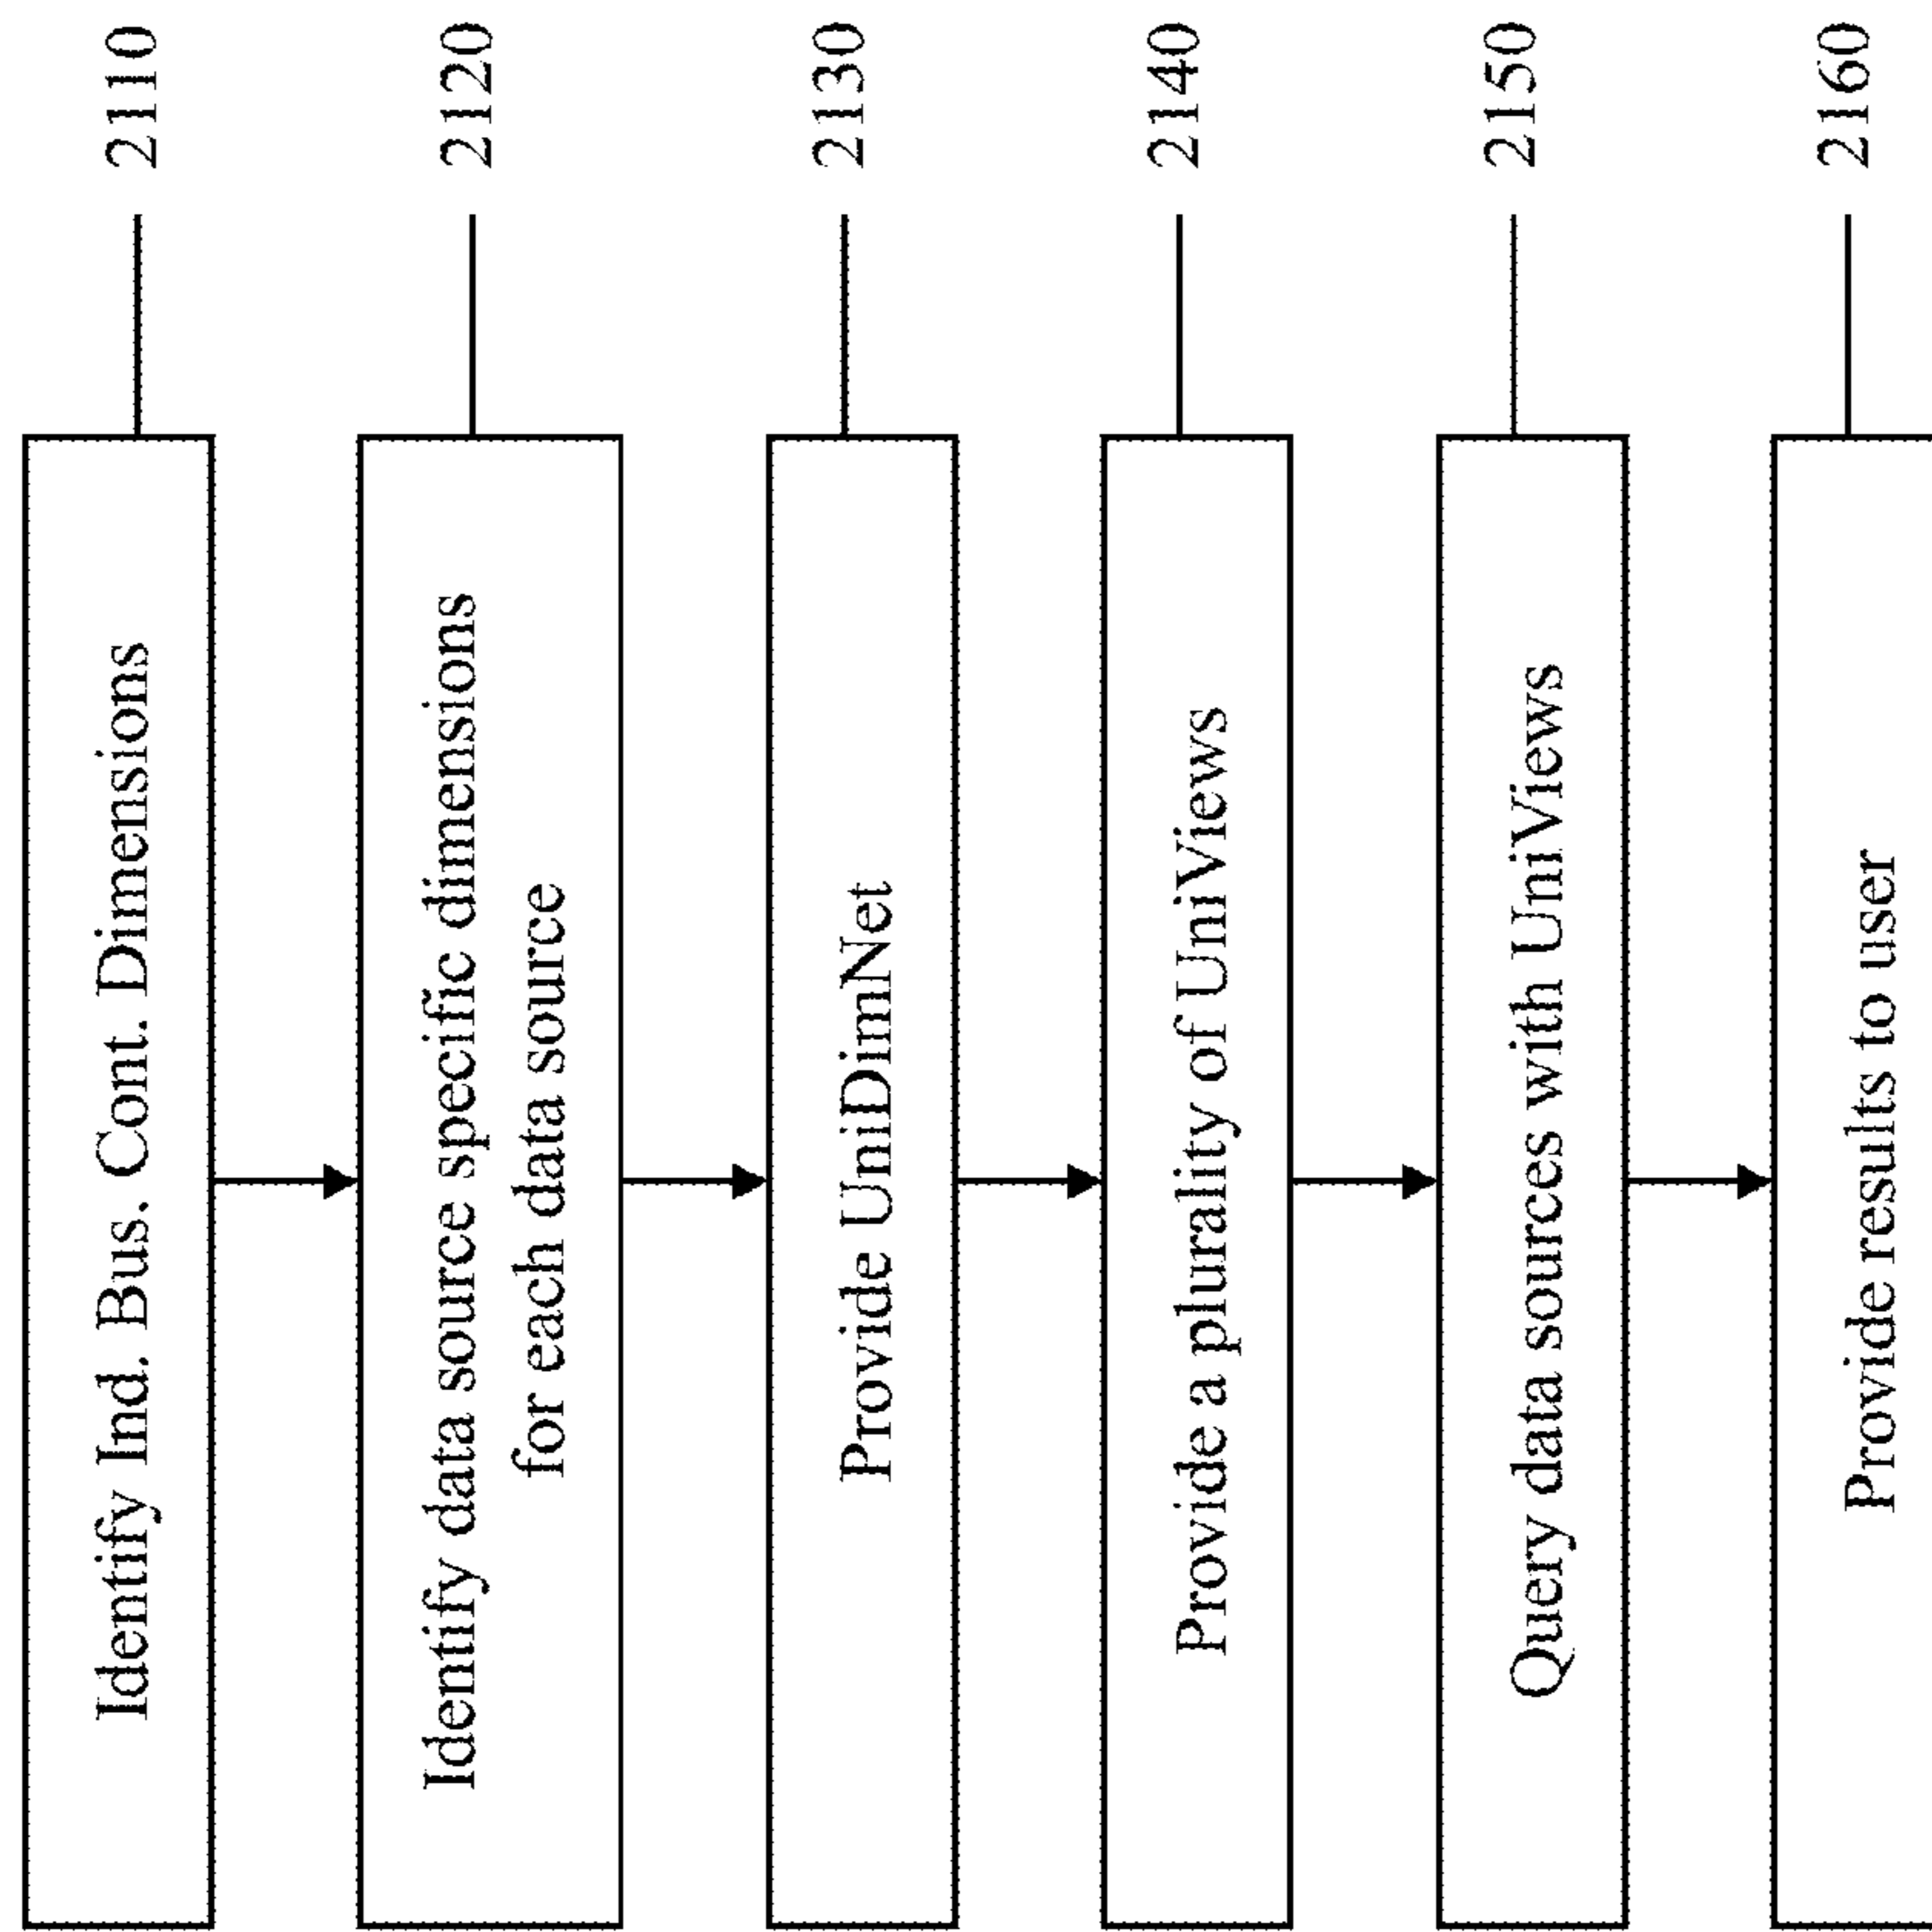 Identify Ind. Bus. Cont. Dimensions
2110
Identify data source specific dimensions
for each data source
2120
Provide UniDimNet
2130
Provide a plurality of UniViews
2140
Query data sources with UniViews
2150
Provide results to user
2160